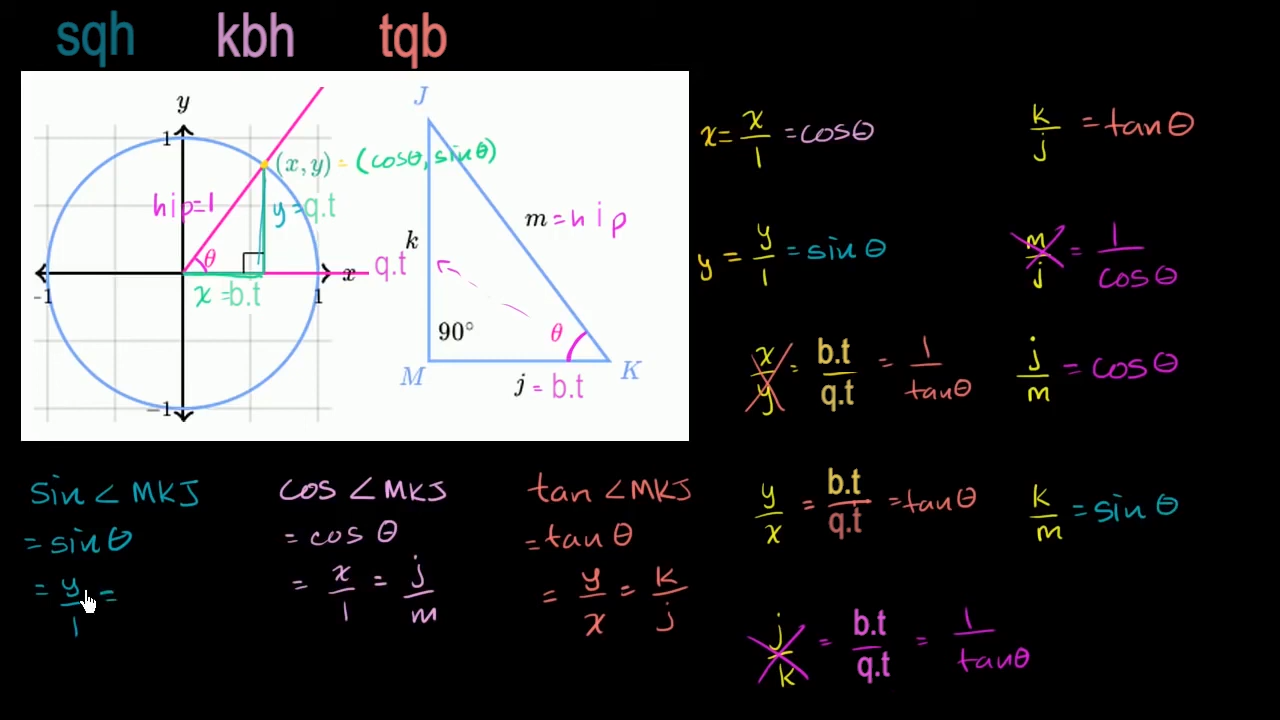 sqh kbh tqb
y
1
(x, y) = (cosθ, sinθ)
hip=1
y = q.t
θ
x
x = b.t
-1
1
-1
J
m = hip
k
q.t
90°
θ
M
K
j = b.t
x = x/1 = cosθ
k/j = tanθ
y = y/1 = sinθ
m/j = 1/cosθ
x/y = b.t/q.t = 1/tanθ
j/m = cosθ
y/x = b.t/q.t = tanθ
k/m = sinθ
j/k = b.t/q.t = 1/tanθ
sin∠MKJ
= sinθ
= y/1 =
cos∠MKJ
= cosθ
= x/1 = j/m
tan∠MKJ
= tanθ
= y/x = k/j